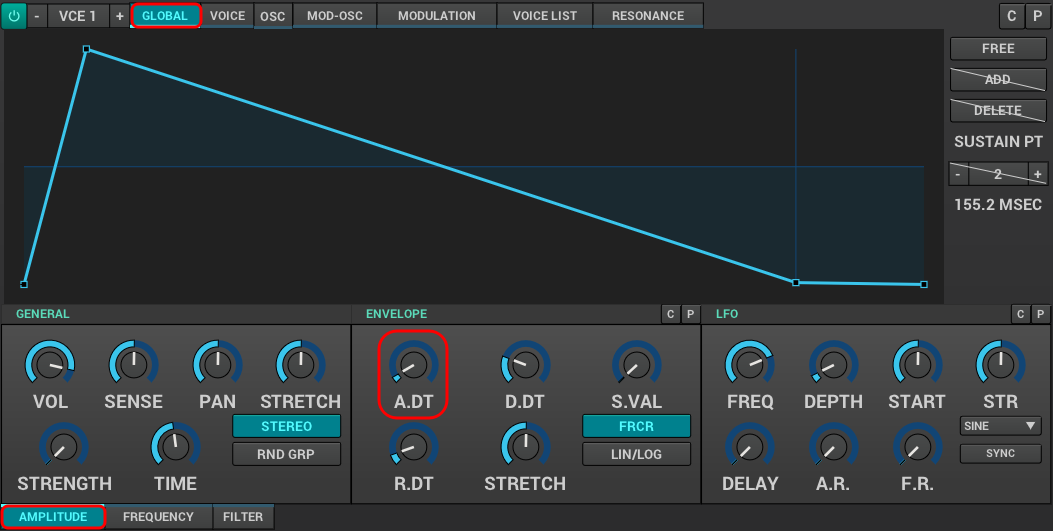 - VCE 1 + GLOBAL VOICE OSC MOD-OSC MODULATION VOICE LIST RESONANCE C P
FREE
ADD
DELETE
SUSTAIN PT
- 2 +
155.2 MSEC
GENERAL
VOL SENSE PAN STRETCH
STEREO
RND GRP
STRENGTH TIME
ENVELOPE C P
A.DT D.DT S.VAL
FRCR
LIN/LOG
R.DT STRETCH
LFO C P
FREQ DEPTH START STR
SINE
SYNC
DELAY A.R. F.R.
AMPLITUDE FREQUENCY FILTER